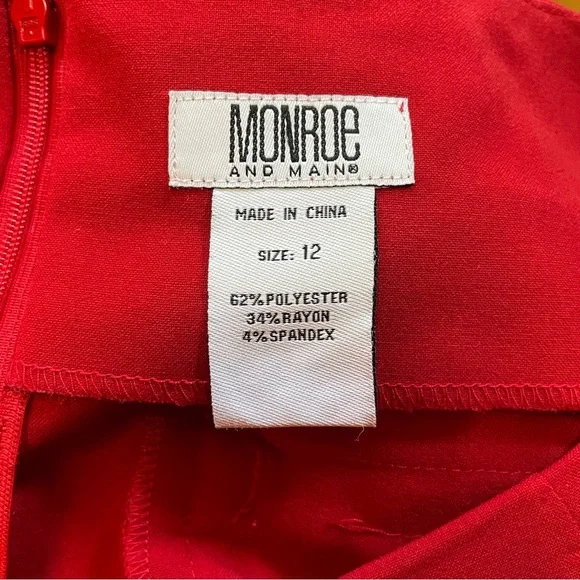 MONROE
AND MAIN®
MADE IN CHINA
SIZE: 12
62%POLYESTER
34%RAYON
4%SPANDEX